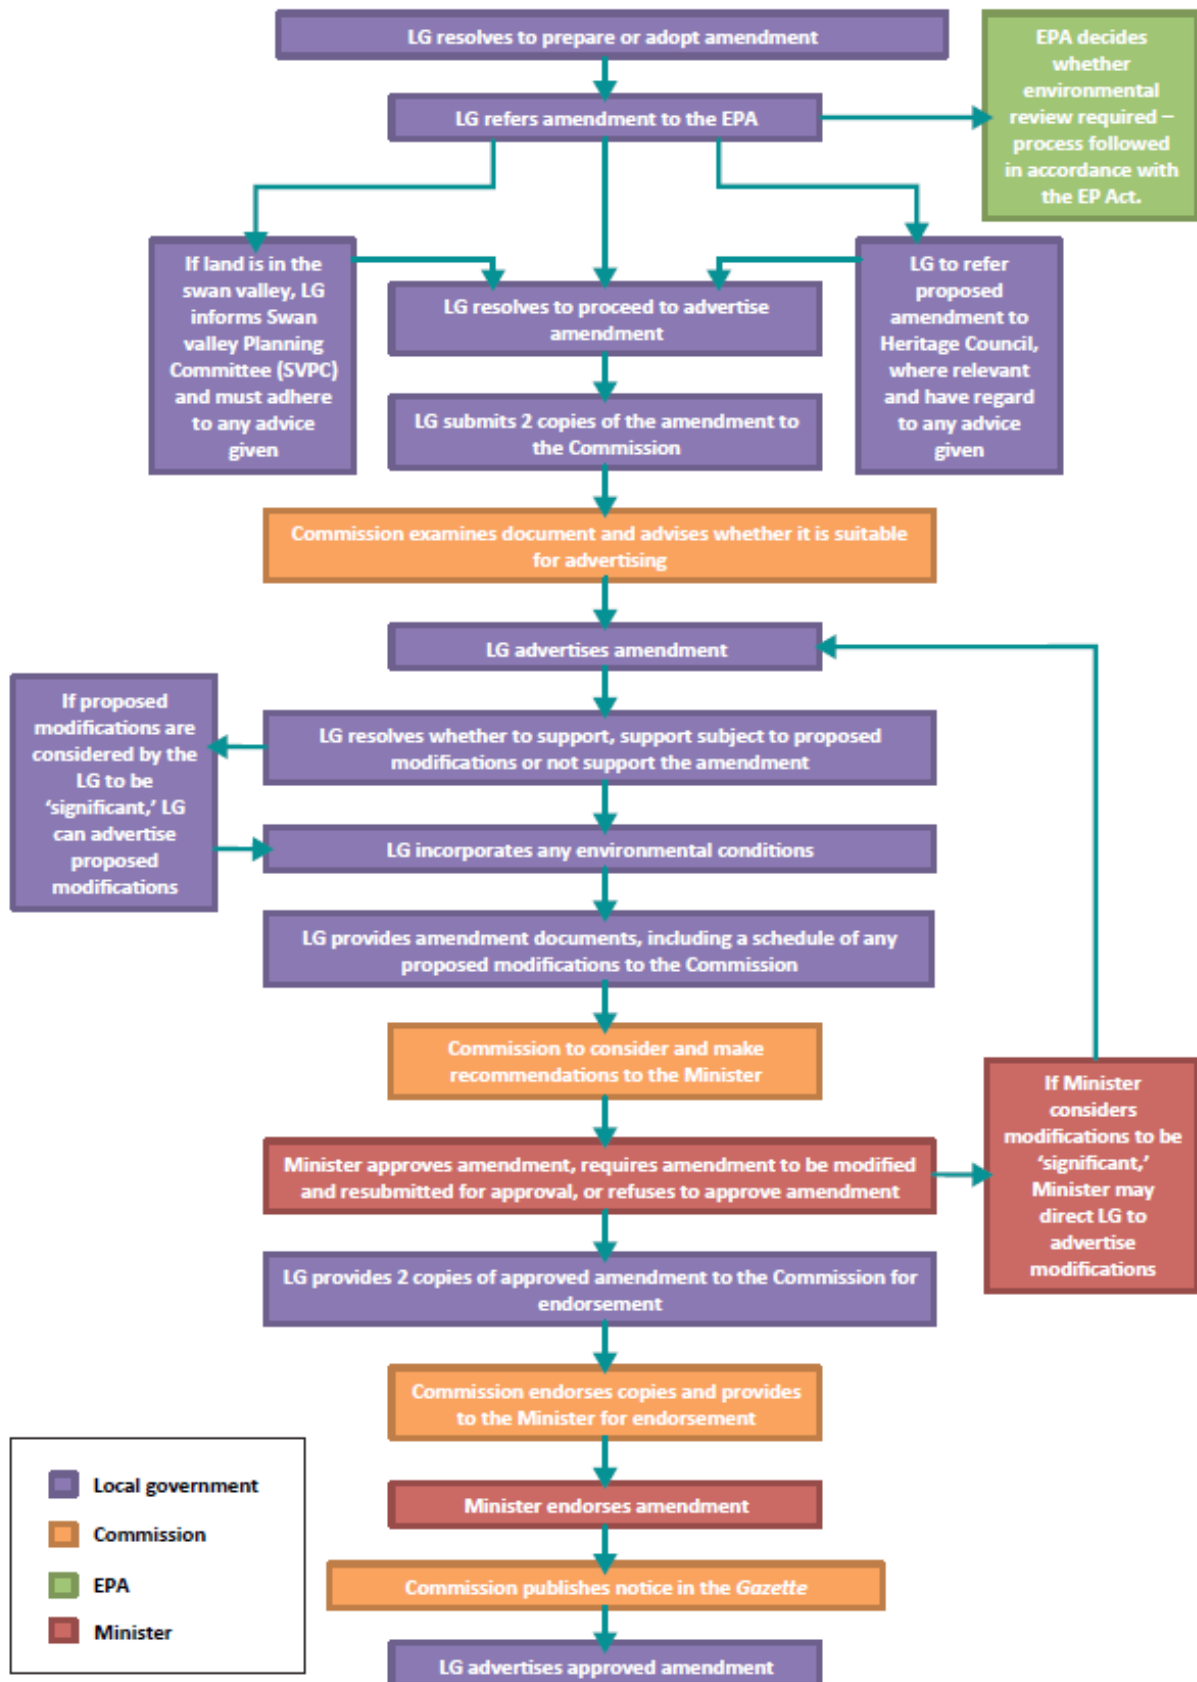 LG resolves to prepare or adopt amendment
EPA decides
whether
environmental
review required –
process followed
in accordance with
the EP Act.
LG refers amendment to the EPA
If land is in the
swan valley, LG
informs Swan
valley Planning
Committee (SVPC)
and must adhere
to any advice
given
LG resolves to proceed to advertise
amendment
LG to refer
proposed
amendment to
Heritage Council,
where relevant
and have regard
to any advice
given
LG submits 2 copies of the amendment to
the Commission
Commission examines document and advises whether it is suitable
for advertising
LG advertises amendment
If proposed
modifications are
considered by the
LG to be
‘significant,’ LG
can advertise
proposed
modifications
LG resolves whether to support, support subject to proposed
modifications or not support the amendment
LG incorporates any environmental conditions
LG provides amendment documents, including a schedule of any
proposed modifications to the Commission
Commission to consider and make
recommendations to the Minister
Minister approves amendment, requires amendment to be modified
and resubmitted for approval, or refuses to approve amendment
If Minister
considers
modifications to be
‘significant,’
Minister may
direct LG to
advertise
modifications
LG provides 2 copies of approved amendment to the Commission for
endorsement
Commission endorses copies and provides
to the Minister for endorsement
Minister endorses amendment
Commission publishes notice in the Gazette
LG advertises approved amendment
Local government
Commission
EPA
Minister